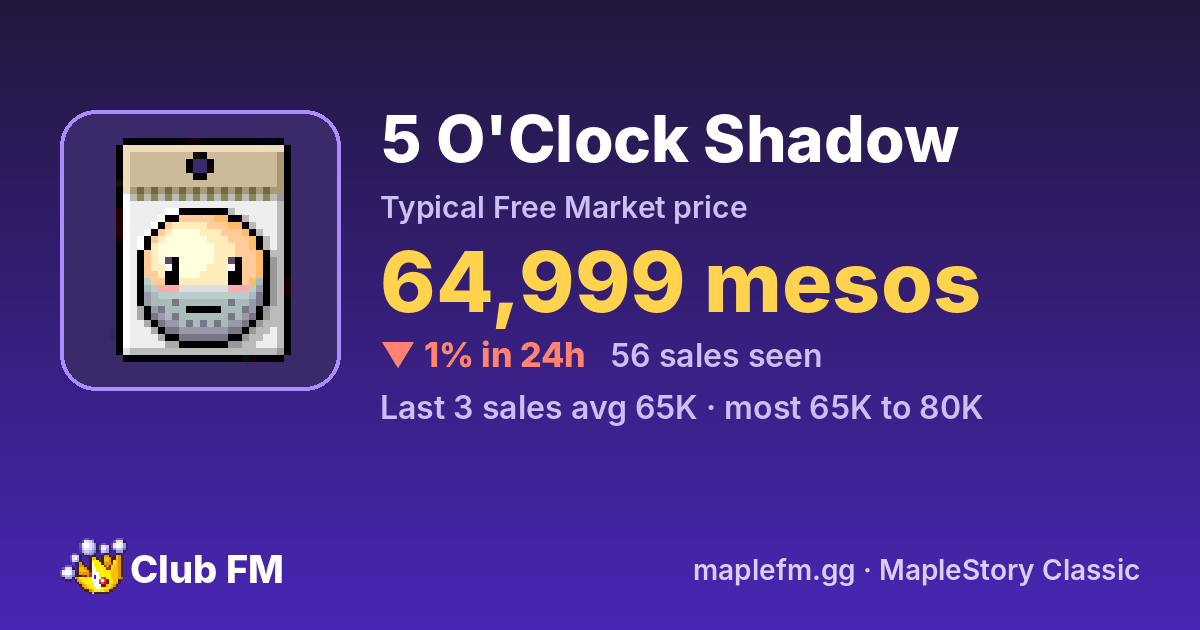 5 O'Clock Shadow
Typical Free Market price
64,999 mesos
▼ 1% in 24h 56 sales seen
Last 3 sales avg 65K · most 65K to 80K
Club FM
maplefm.gg · MapleStory Classic